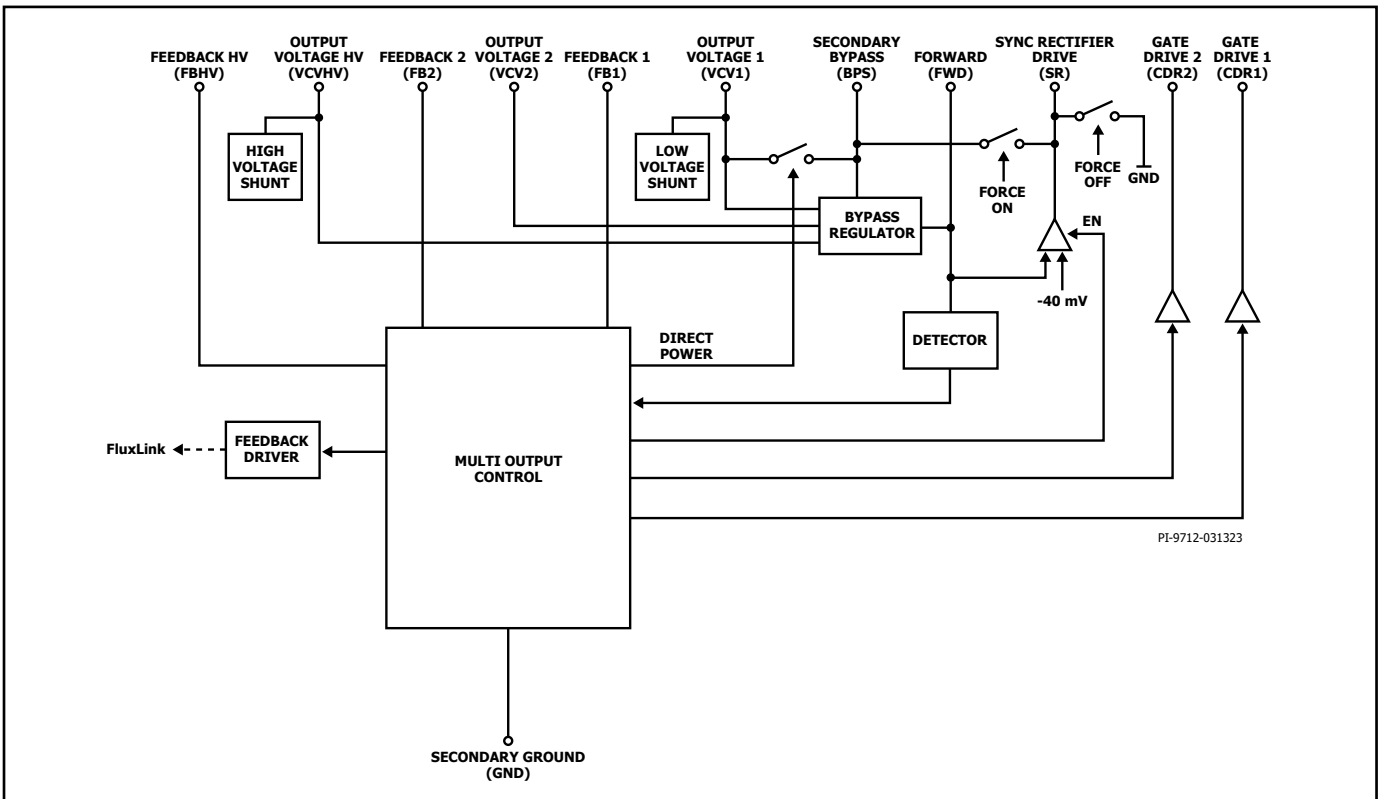 FEEDBACK HV
(FBHV)
OUTPUT
VOLTAGE HV
(VCVHV)
FEEDBACK 2
(FB2)
OUTPUT
VOLTAGE 2
(VCV2)
FEEDBACK 1
(FB1)
OUTPUT
VOLTAGE 1
(VCV1)
SECONDARY
BYPASS
(BPS)
FORWARD
(FWD)
SYNC RECTIFIER
DRIVE
(SR)
GATE
DRIVE 2
(CDR2)
GATE
DRIVE 1
(CDR1)
HIGH
VOLTAGE
SHUNT
LOW
VOLTAGE
SHUNT
FORCE
ON
FORCE
OFF
GND
BYPASS
REGULATOR
EN
-40 mV
DIRECT
POWER
DETECTOR
FluxLink
FEEDBACK
DRIVER
MULTI OUTPUT
CONTROL
PI-9712-031323
SECONDARY GROUND
(GND)